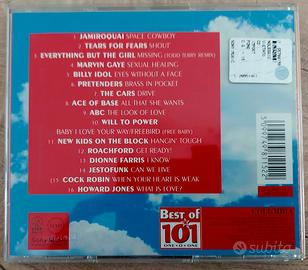 1 JAMIROQUAI SPACE COWBOY
2 TEARS FOR FEARS SHOUT
3 EVERYTHING BUT THE GIRL MISSING (TODD TERRY REMIX)
4 MARVYN GAYE SEXUAL HEALING
5 BILLY IDOL EYES WITHOUT A FACE
6 PRETENDERS BRASS IN POCKET
7 THE CARS DRIVE
8 ACE OF BASE ALL THAT SHE WANTS
9 ABC THE LOOK OF LOVE
10 WILL TO POWER
BABY I LOVE YOUR WAY/FREEBIRD (FREE BABY)
11 NEW KIDS ON THE BLOCK HANGIN' TOUGH
12 ROACHFORD GET READY!
13 DIONNE FARRIS I KNOW
14 JESTOFUNK CAN WE LIVE
15 COCK ROBIN WHEN YOUR HEART IS WEAK
16 HOWARD JONES WHAT IS LOVE?
Best of
101
ONE•O•ONE
COLUMBIA
subito